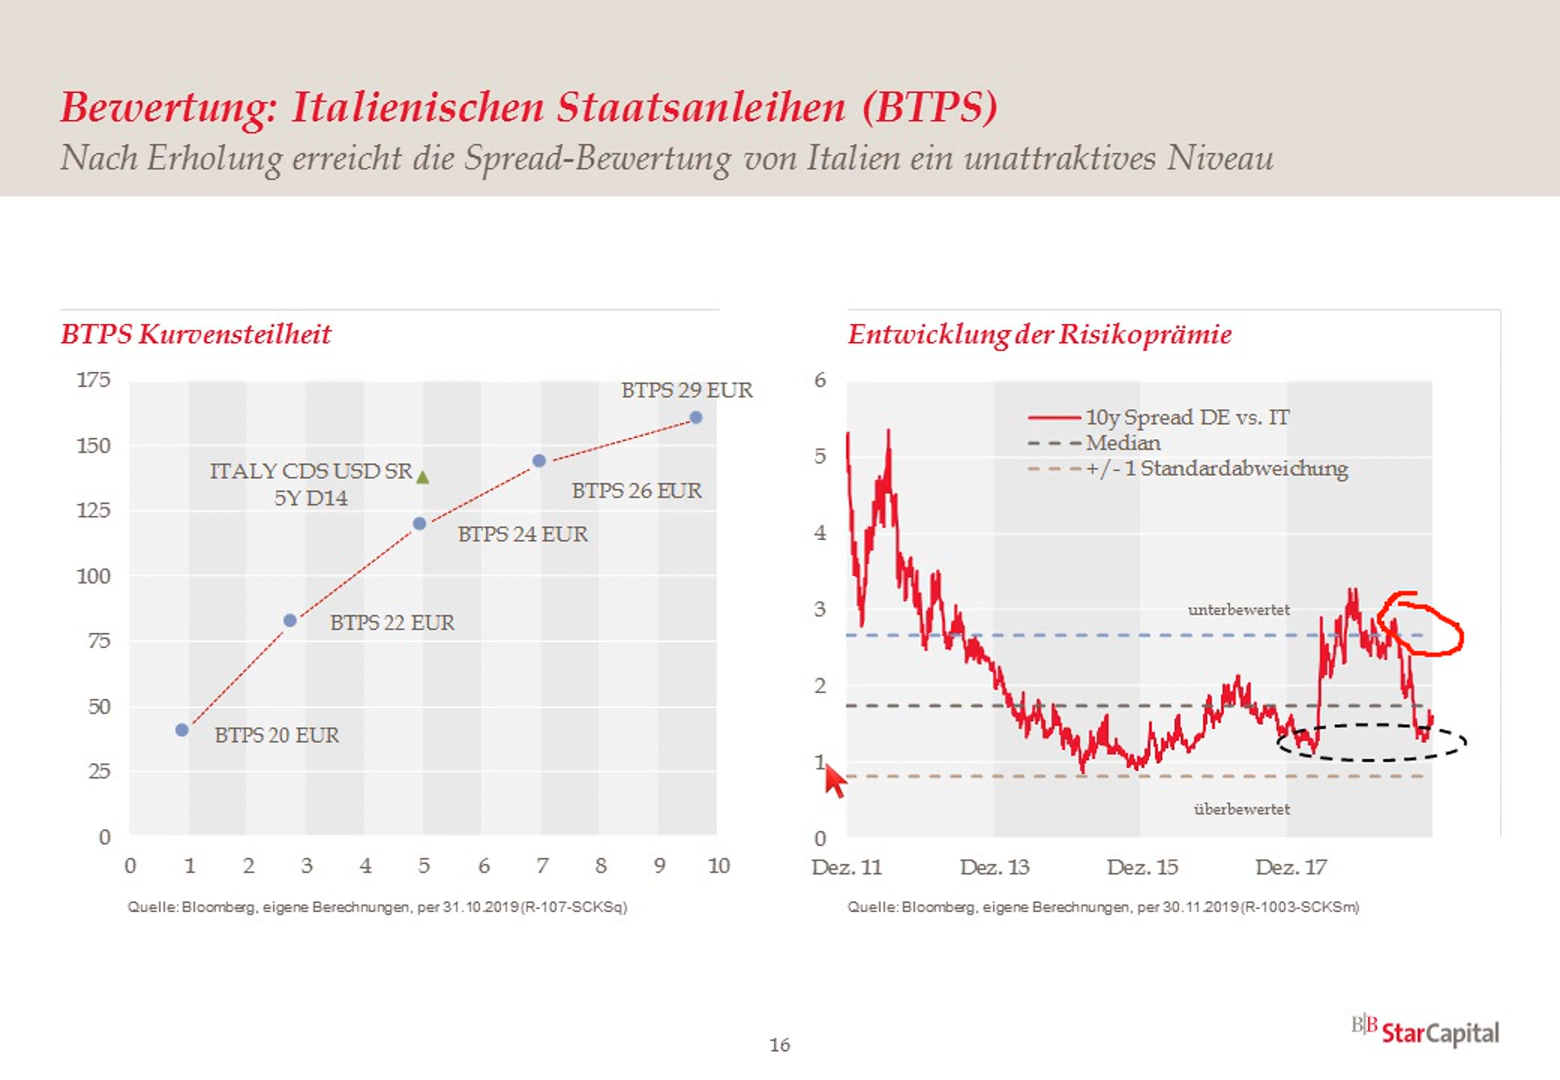 Bewertung: Italienischen Staatsanleihen (BTPS)
Nach Erholung erreicht die Spread-Bewertung von Italien ein unattraktives Niveau
BTPS Kurvensteilheit
175
150
125
100
75
50
25
0
0 1 2 3 4 5 6 7 8 9 10
BTPS 29 EUR
ITALY CDS USD SR
5Y D14
BTPS 26 EUR
BTPS 24 EUR
BTPS 22 EUR
BTPS 20 EUR
Quelle: Bloomberg, eigene Berechnungen, per 31.10.2019 (R-107-SCKSq)
Entwicklung der Risikoprämie
6
5
4
3
2
1
0
10y Spread DE vs. IT
Median
+/- 1 Standardabweichung
unterbewertet
überbewertet
Dez. 11 Dez. 13 Dez. 15 Dez. 17
Quelle: Bloomberg, eigene Berechnungen, per 30.11.2019 (R-1003-SCKSm)
16
B|B StarCapital